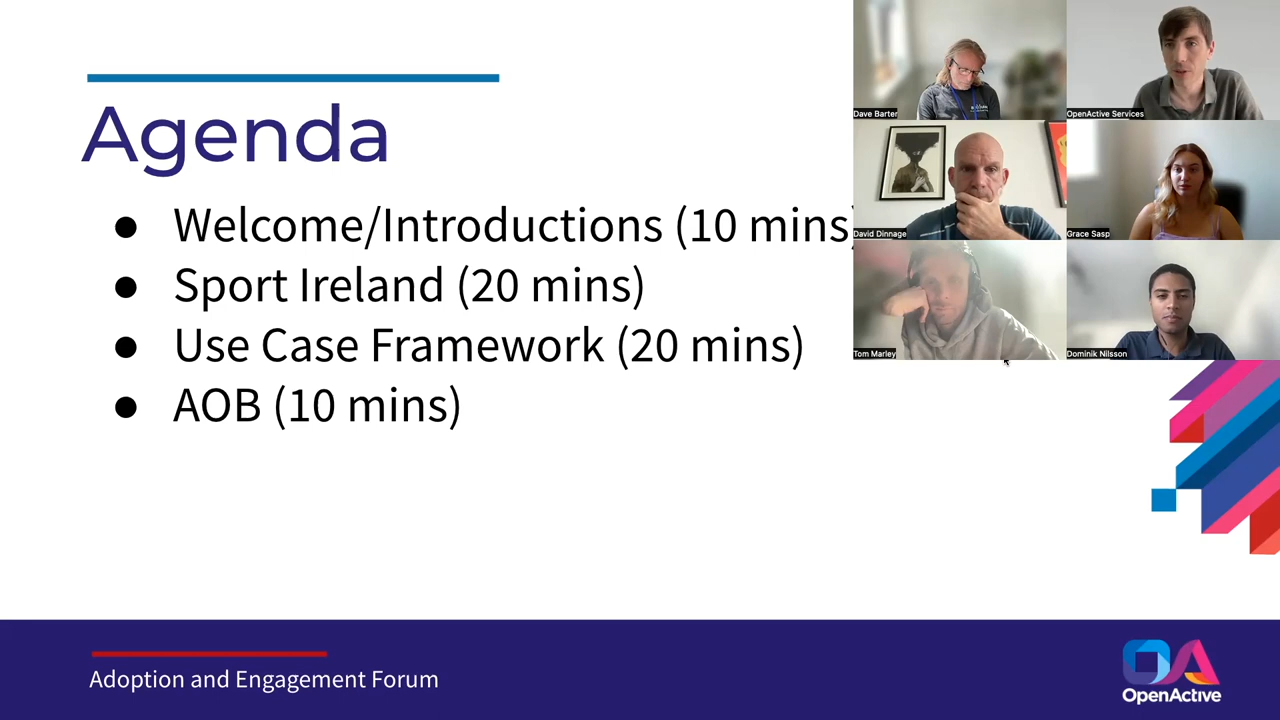 Agenda
● Welcome/Introductions (10 mins)
● Sport Ireland (20 mins)
● Use Case Framework (20 mins)
● AOB (10 mins)
Dave Barter
OpenActive Services
David Dinnage
Grace Sasp
Tom Marley
Dominik Nilsson
Adoption and Engagement Forum
OA
OpenActive